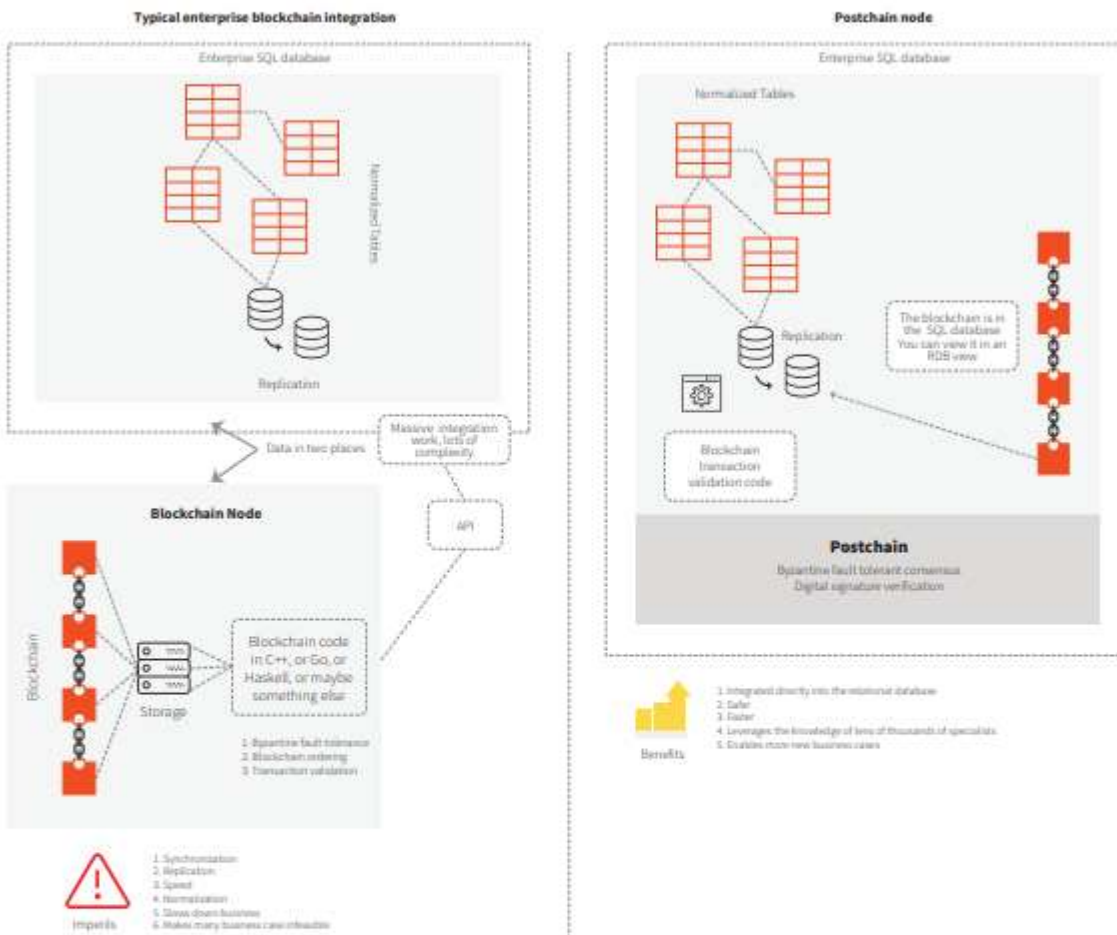 Typical enterprise blockchain integration
Enterprise SQL database
Normalized Tables
Replication
Data in two places
Massive integration
work, lots of
complexity
API
Blockchain Node
Blockchain
Storage
Blockchain code
in C++, or Go, or
Haskell, or maybe
something else
1. Byzantine fault tolerance
2. Blockchain ordering
3. Transaction validation
Imperils
1. Synchronization
2. Replication
3. Speed
4. Normalization
5. Slows down business
6. Makes many business case infeasible
Postchain node
Enterprise SQL database
Normalized Tables
Replication
The blockchain is in
the SQL database
You can view it in an
RDB view
Blockchain
transaction
validation code
Postchain
Byzantine fault tolerant consensus
Digital signature verification
Benefits
1. Integrated directly into the relational database
2. Safer
3. Faster
4. Leverages the knowledge of tens of thousands of specialists
5. Enables more new business cases